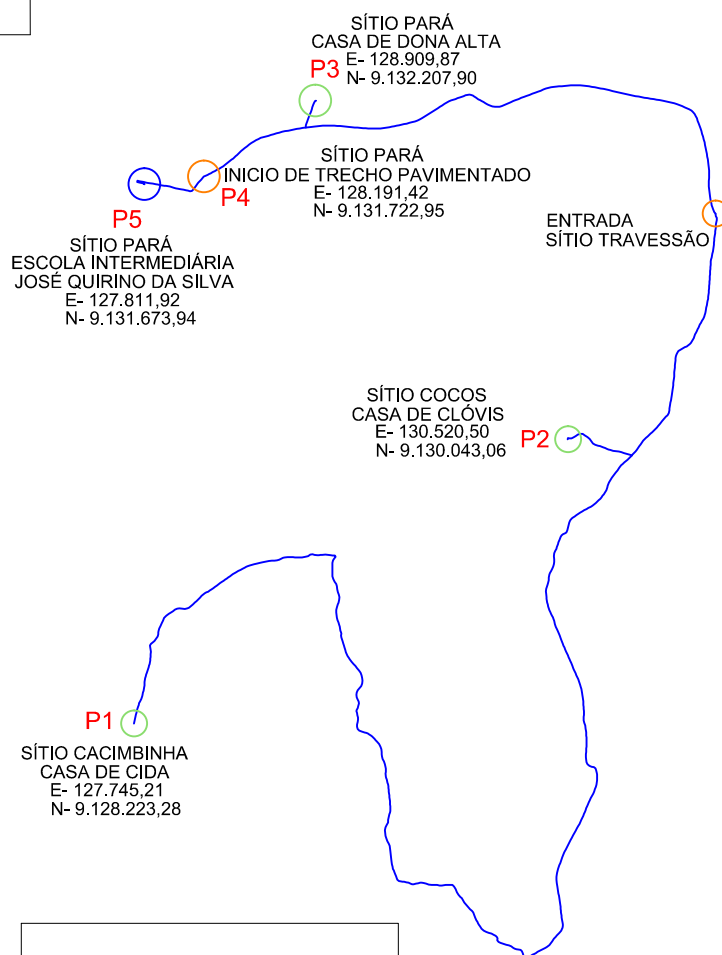 SÍTIO PARÁ
CASA DE DONA ALTA
E- 128.909,87
N- 9.132.207,90
P3
SÍTIO PARÁ
INICIO DE TRECHO PAVIMENTADO
E- 128.191,42
N- 9.131.722,95
P4
P5
SÍTIO PARÁ
ESCOLA INTERMEDIÁRIA
JOSÉ QUIRINO DA SILVA
E- 127.811,92
N- 9.131.673,94
ENTRADA
SÍTIO TRAVESSÃO
SÍTIO COCOS
CASA DE CLÓVIS
E- 130.520,50
N- 9.130.043,06
P2
P1
SÍTIO CACIMBINHA
CASA DE CIDA
E- 127.745,21
N- 9.128.223,28